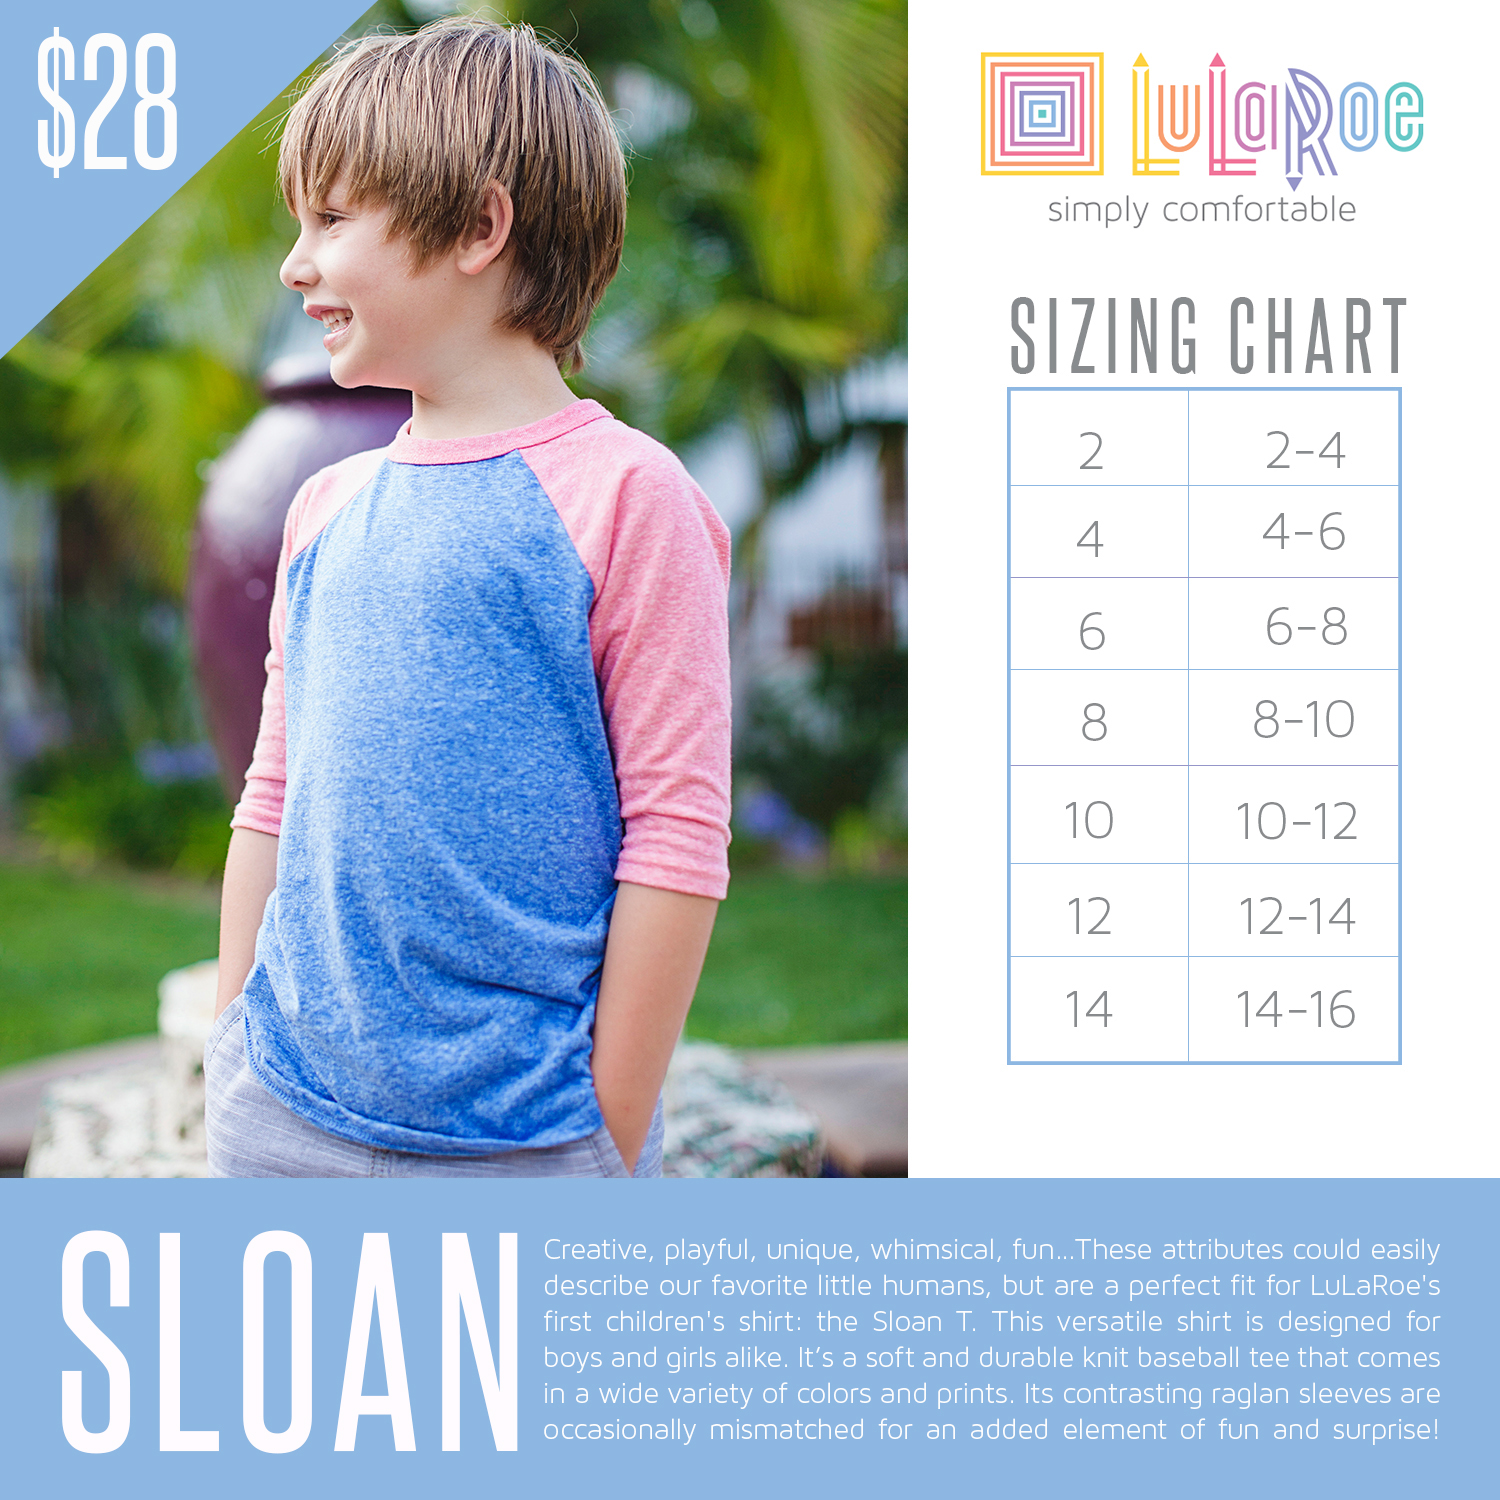 $28
LuLaRoe
simply comfortable
SIZING CHART
2 2-4
4 4-6
6 6-8
8 8-10
10 10-12
12 12-14
14 14-16
SLOAN
Creative, playful, unique, whimsical, fun...These attributes could easily
describe our favorite little humans, but are a perfect fit for LuLaRoe's
first children's shirt: the Sloan T. This versatile shirt is designed for
boys and girls alike. It’s a soft and durable knit baseball tee that comes
in a wide variety of colors and prints. Its contrasting raglan sleeves are
occasionally mismatched for an added element of fun and surprise!